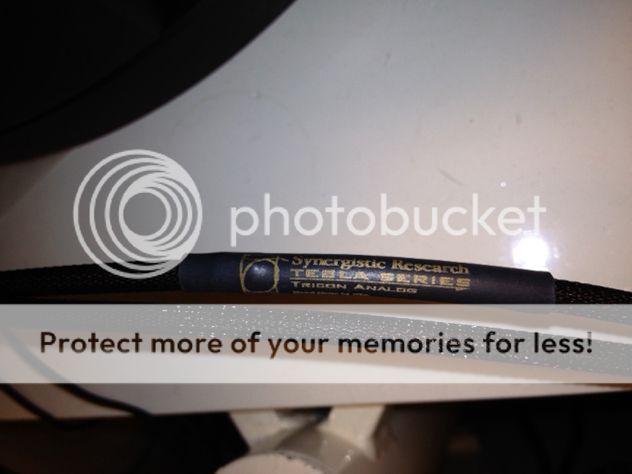 photobucket
Synergistic Research
TESLA SERIES
TRICON ANALOG
Protect more of your memories for less!